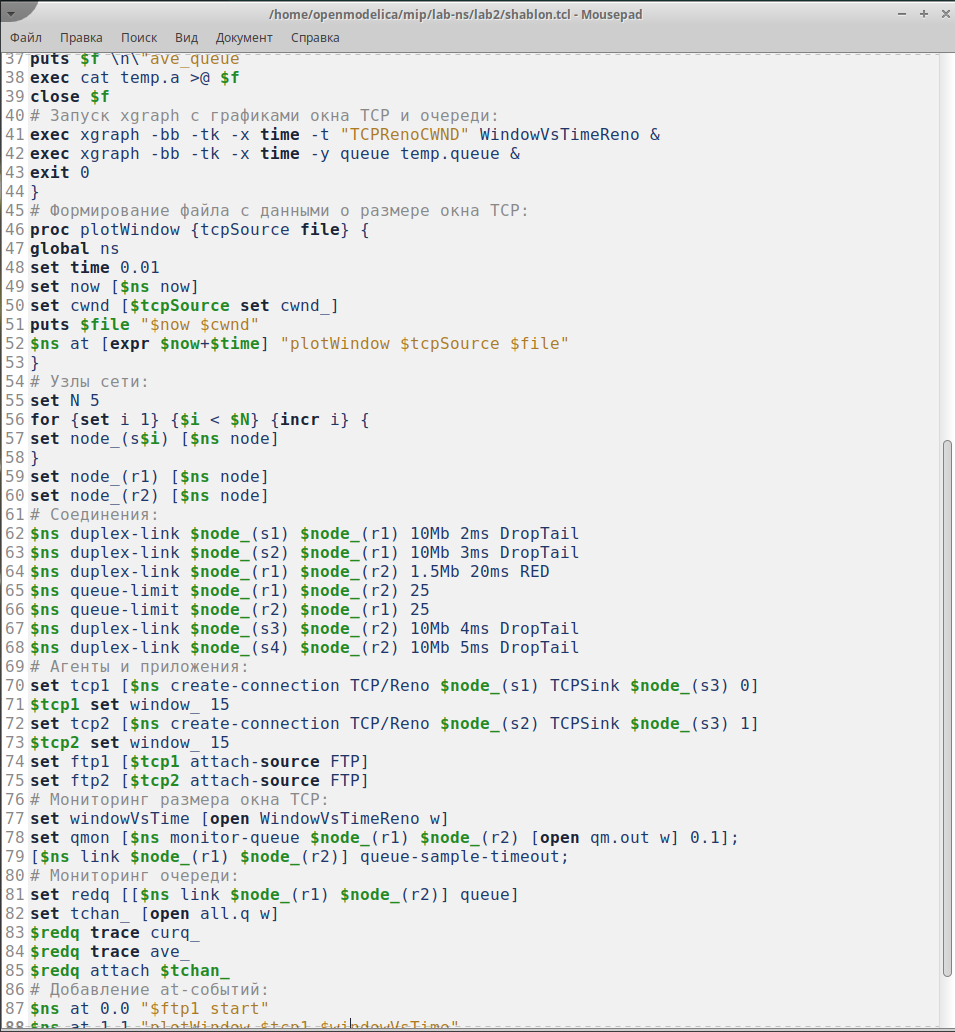 /home/openmodelica/mip/lab-ns/lab2/shablon.tcl - Mousepad
Файл Правка Поиск Вид Документ Справка
37 puts $f \n\"ave_queue
38 exec cat temp.a >@ $f
39 close $f
40 # Запуск xgraph с графиками окна TCP и очереди:
41 exec xgraph -bb -tk -x time -t "TCPRenoCWND" WindowVsTimeReno &
42 exec xgraph -bb -tk -x time -y queue temp.queue &
43 exit 0
44 }
45 # Формирование файла с данными о размере окна TCP:
46 proc plotWindow {tcpSource file} {
47 global ns
48 set time 0.01
49 set now [$ns now]
50 set cwnd [$tcpSource set cwnd_]
51 puts $file "$now $cwnd"
52 $ns at [expr $now+$time] "plotWindow $tcpSource $file"
53 }
54 # Узлы сети:
55 set N 5
56 for {set i 1} {$i < $N} {incr i} {
57 set node_(s$i) [$ns node]
58 }
59 set node_(r1) [$ns node]
60 set node_(r2) [$ns node]
61 # Соединения:
62 $ns duplex-link $node_(s1) $node_(r1) 10Mb 2ms DropTail
63 $ns duplex-link $node_(s2) $node_(r1) 10Mb 3ms DropTail
64 $ns duplex-link $node_(r1) $node_(r2) 1.5Mb 20ms RED
65 $ns queue-limit $node_(r1) $node_(r2) 25
66 $ns queue-limit $node_(r2) $node_(r1) 25
67 $ns duplex-link $node_(s3) $node_(r2) 10Mb 4ms DropTail
68 $ns duplex-link $node_(s4) $node_(r2) 10Mb 5ms DropTail
69 # Агенты и приложения:
70 set tcp1 [$ns create-connection TCP/Reno $node_(s1) TCPSink $node_(s3) 0]
71 $tcp1 set window_ 15
72 set tcp2 [$ns create-connection TCP/Reno $node_(s2) TCPSink $node_(s3) 1]
73 $tcp2 set window_ 15
74 set ftp1 [$tcp1 attach-source FTP]
75 set ftp2 [$tcp2 attach-source FTP]
76 # Мониторинг размера окна TCP:
77 set windowVsTime [open WindowVsTimeReno w]
78 set qmon [$ns monitor-queue $node_(r1) $node_(r2) [open qm.out w] 0.1];
79 [$ns link $node_(r1) $node_(r2)] queue-sample-timeout;
80 # Мониторинг очереди:
81 set redq [[$ns link $node_(r1) $node_(r2)] queue]
82 set tchan_ [open all.q w]
83 $redq trace curq_
84 $redq trace ave_
85 $redq attach $tchan_
86 # Добавление at-событий:
87 $ns at 0.0 "$ftp1 start"
88 $ns at 1.1 "plotWindow $tcp1 $windowVsTime"